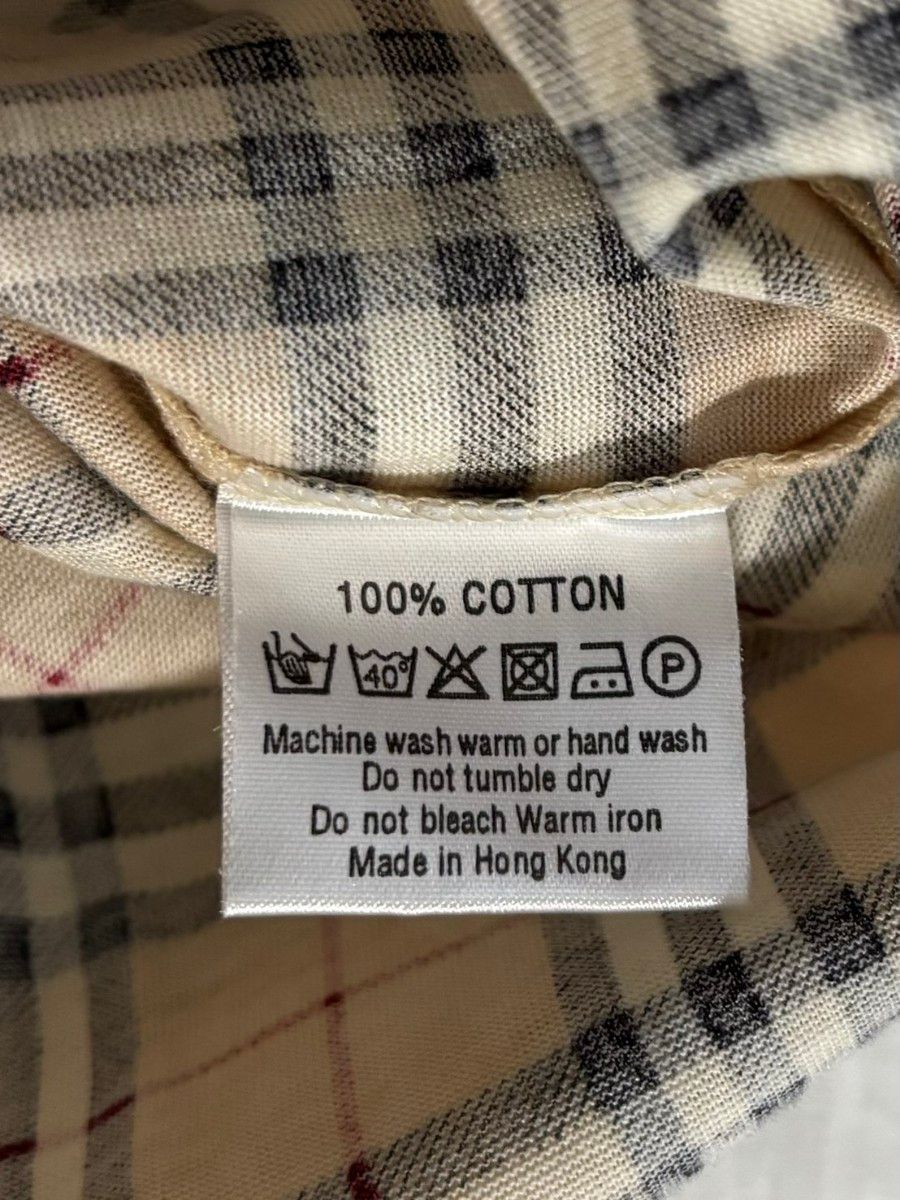 100% COTTON
40° P
Machine wash warm or hand wash
Do not tumble dry
Do not bleach Warm iron
Made in Hong Kong